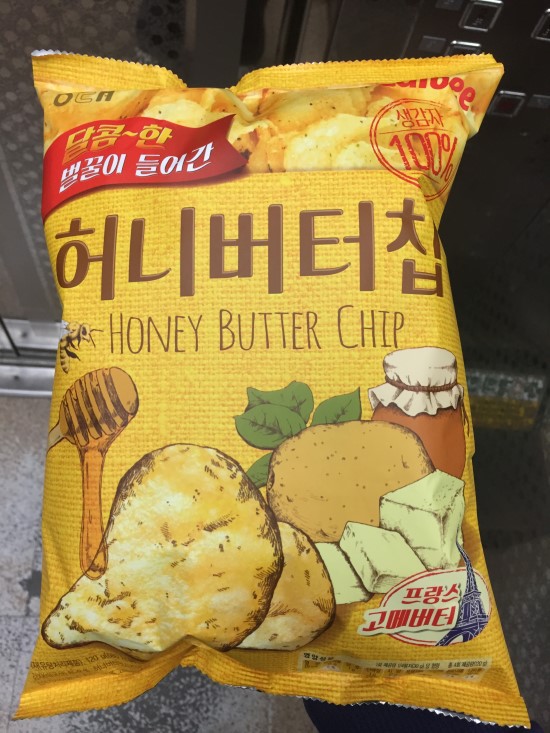 달콤~한
벌꿀이 들어간
생감자
100%
허니버터칩
HONEY BUTTER CHIP
프랑스
고메버터